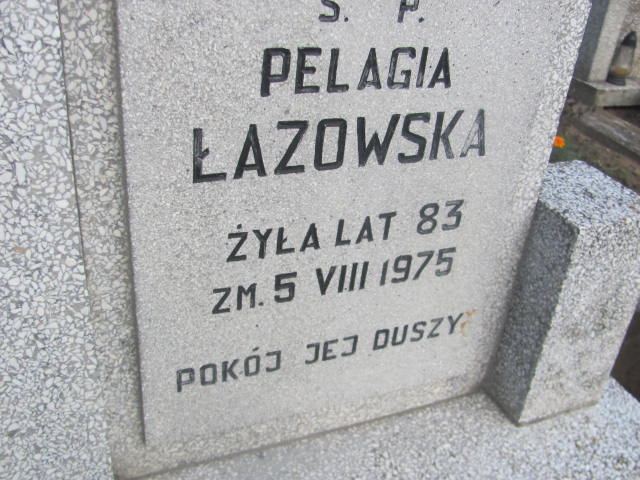 Ś. P.
PELAGIA
ŁAZOWSKA
ŻYŁA LAT 83
ZM. 5 VIII 1975
POKÓJ JEJ DUSZY